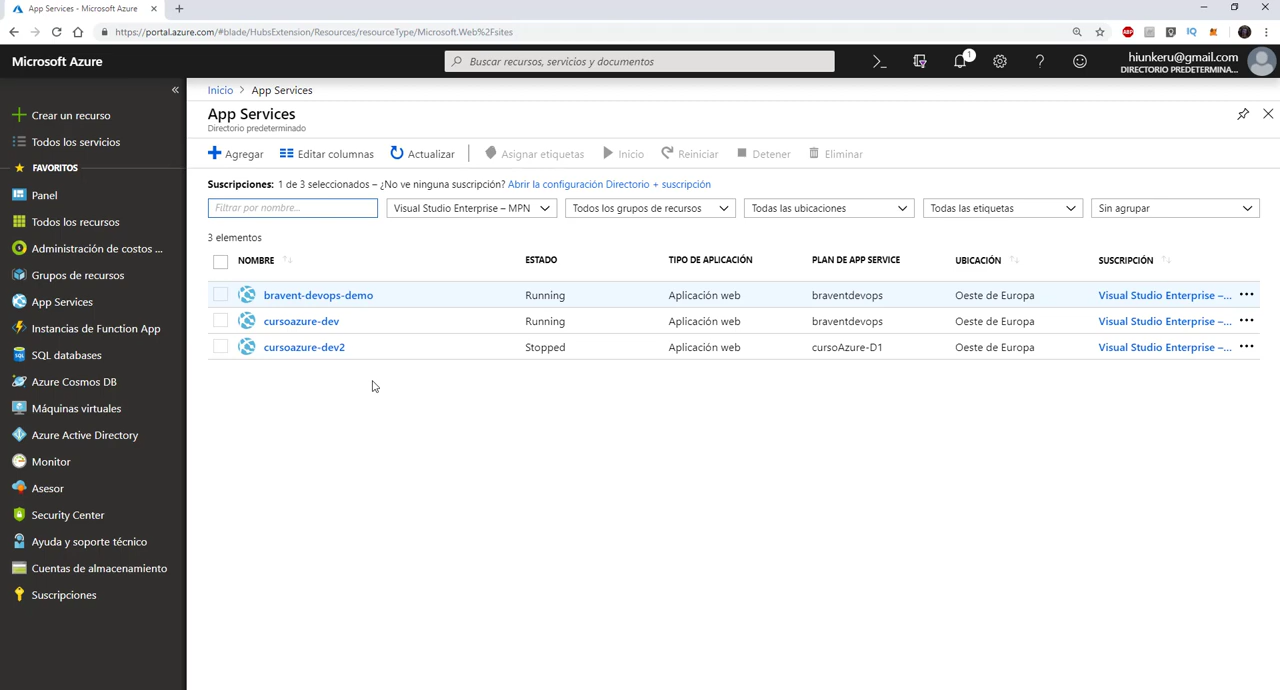 App Services - Microsoft Azure
https://portal.azure.com/#blade/HubsExtension/Resources/resourceType/Microsoft.Web%2Fsites
ABP
IQ
Microsoft Azure
Buscar recursos, servicios y documentos
1
hiunkeru@gmail.com
DIRECTORIO PREDETERMINA...
Crear un recurso
Todos los servicios
FAVORITOS
Panel
Todos los recursos
Administración de costos ...
Grupos de recursos
App Services
Instancias de Function App
SQL databases
Azure Cosmos DB
Máquinas virtuales
Azure Active Directory
Monitor
Asesor
Security Center
Ayuda y soporte técnico
Cuentas de almacenamiento
Suscripciones
Inicio > App Services
App Services
Directorio predeterminado
Agregar Editar columnas Actualizar Asignar etiquetas Inicio Reiniciar Detener Eliminar
Suscripciones: 1 de 3 seleccionados – ¿No ve ninguna suscripción? Abrir la configuración Directorio + suscripción
Filtrar por nombre... Visual Studio Enterprise – MPN Todos los grupos de recursos Todas las ubicaciones Todas las etiquetas Sin agrupar
3 elementos
NOMBRE ESTADO TIPO DE APLICACIÓN PLAN DE APP SERVICE UBICACIÓN SUSCRIPCIÓN
bravent-devops-demo Running Aplicación web braventdevops Oeste de Europa Visual Studio Enterprise –...
cursoazure-dev Running Aplicación web braventdevops Oeste de Europa Visual Studio Enterprise –...
cursoazure-dev2 Stopped Aplicación web cursoAzure-D1 Oeste de Europa Visual Studio Enterprise –...